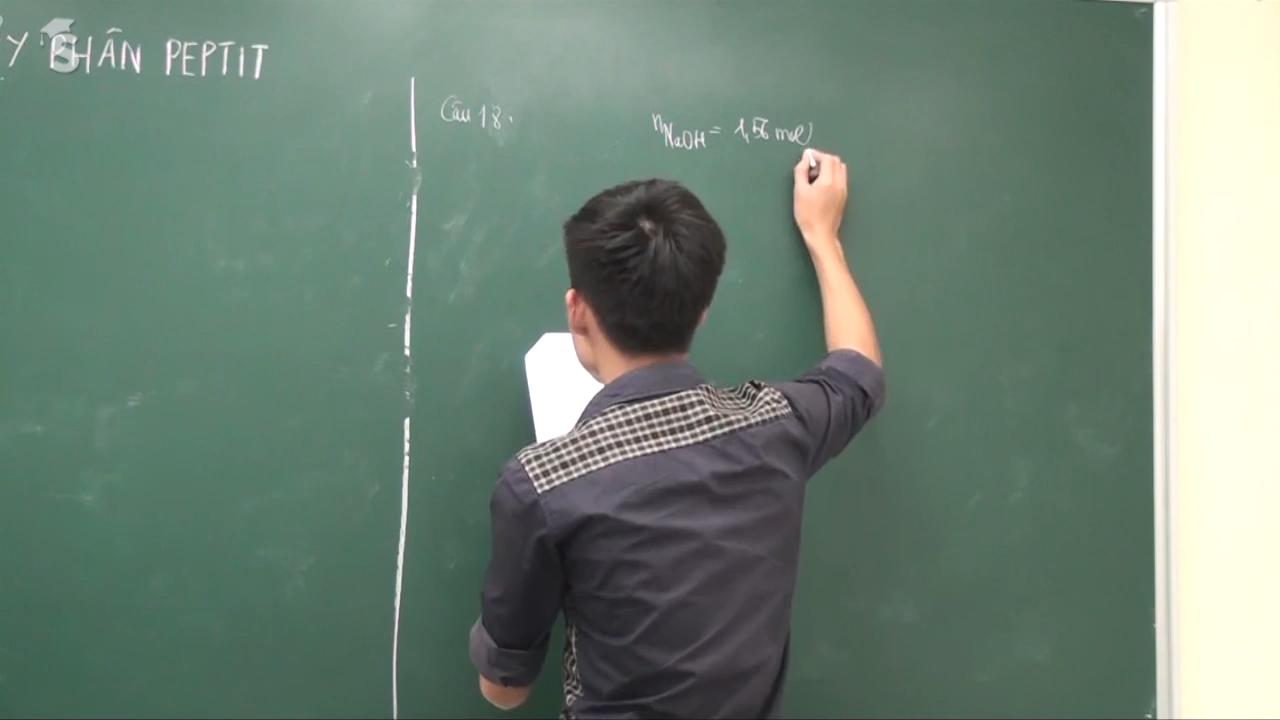 Y PHÂN PEPTIT
Câu 18.
nNaOH = 1,56 mol